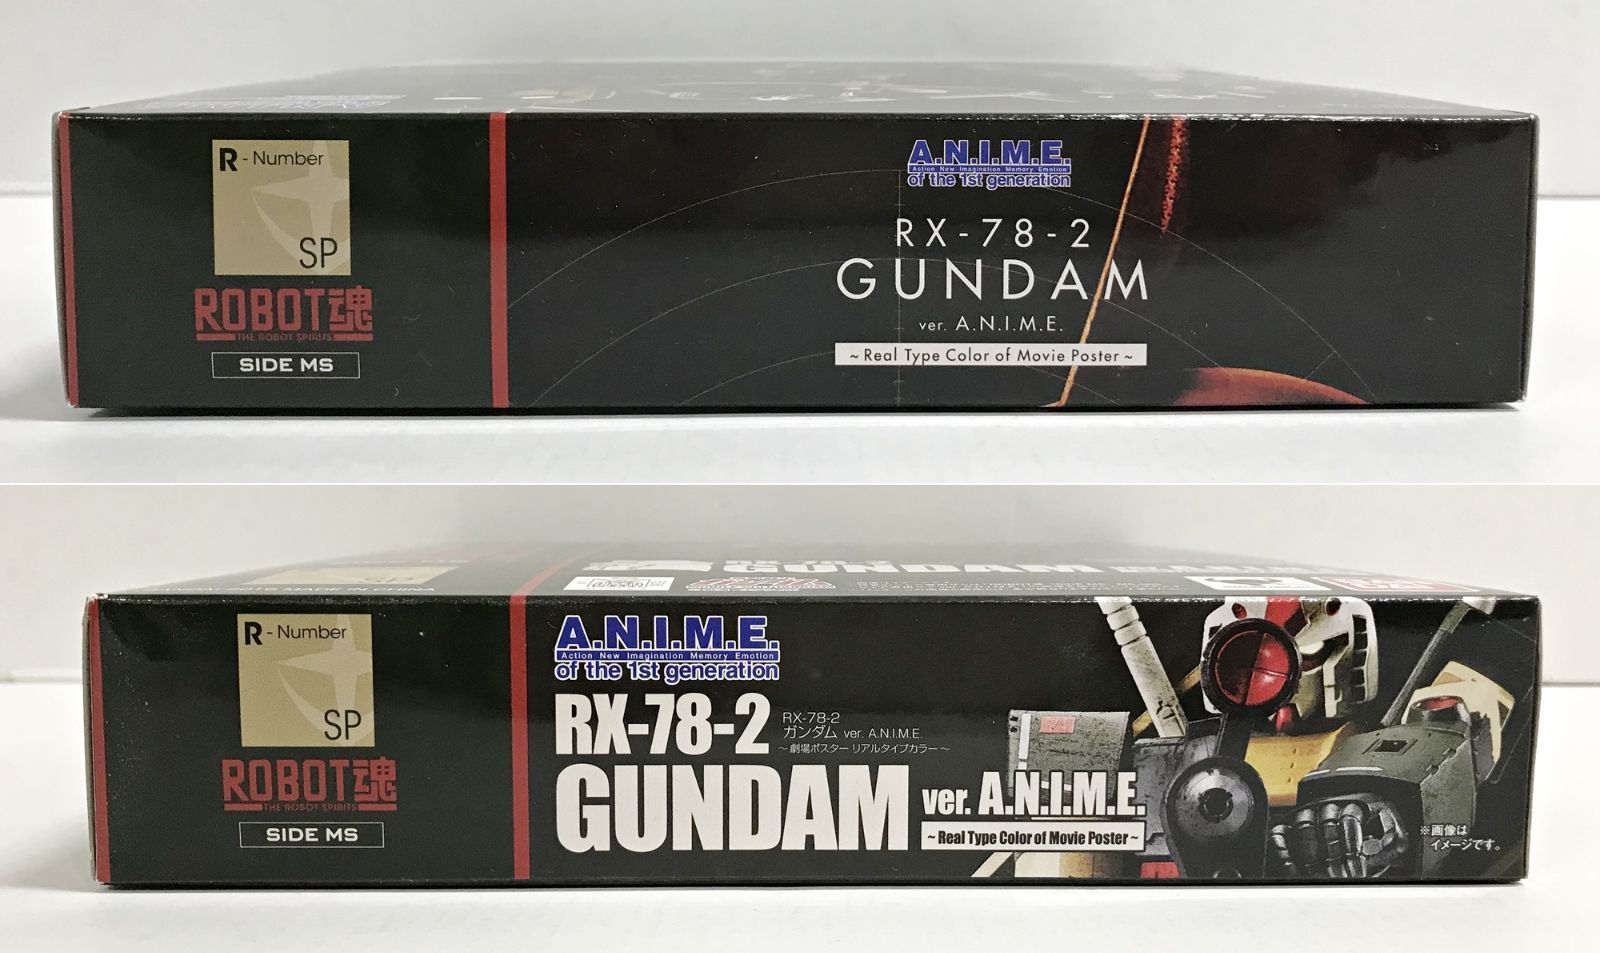 R - Number
SP
ROBOT魂
THE ROBOT SPIRITS
SIDE MS
A.N.I.M.E.
Action New Imagination Memory Emotion
of the 1st generation
RX-78-2
GUNDAM
ver. A.N.I.M.E.
~ Real Type Color of Movie Poster ~
SP
MADE IN CHINA
GUNDAM
R - Number
SP
ROBOT魂
THE ROBOT SPIRITS
SIDE MS
A.N.I.M.E.
Action New Imagination Memory Emotion
of the 1st generation
RX-78-2
RX-78-2
ガンダム ver. A.N.I.M.E.
~ 劇場ポスター リアルタイプカラー ~
GUNDAM
ver. A.N.I.M.E.
~ Real Type Color of Movie Poster ~
※画像は
イメージです。